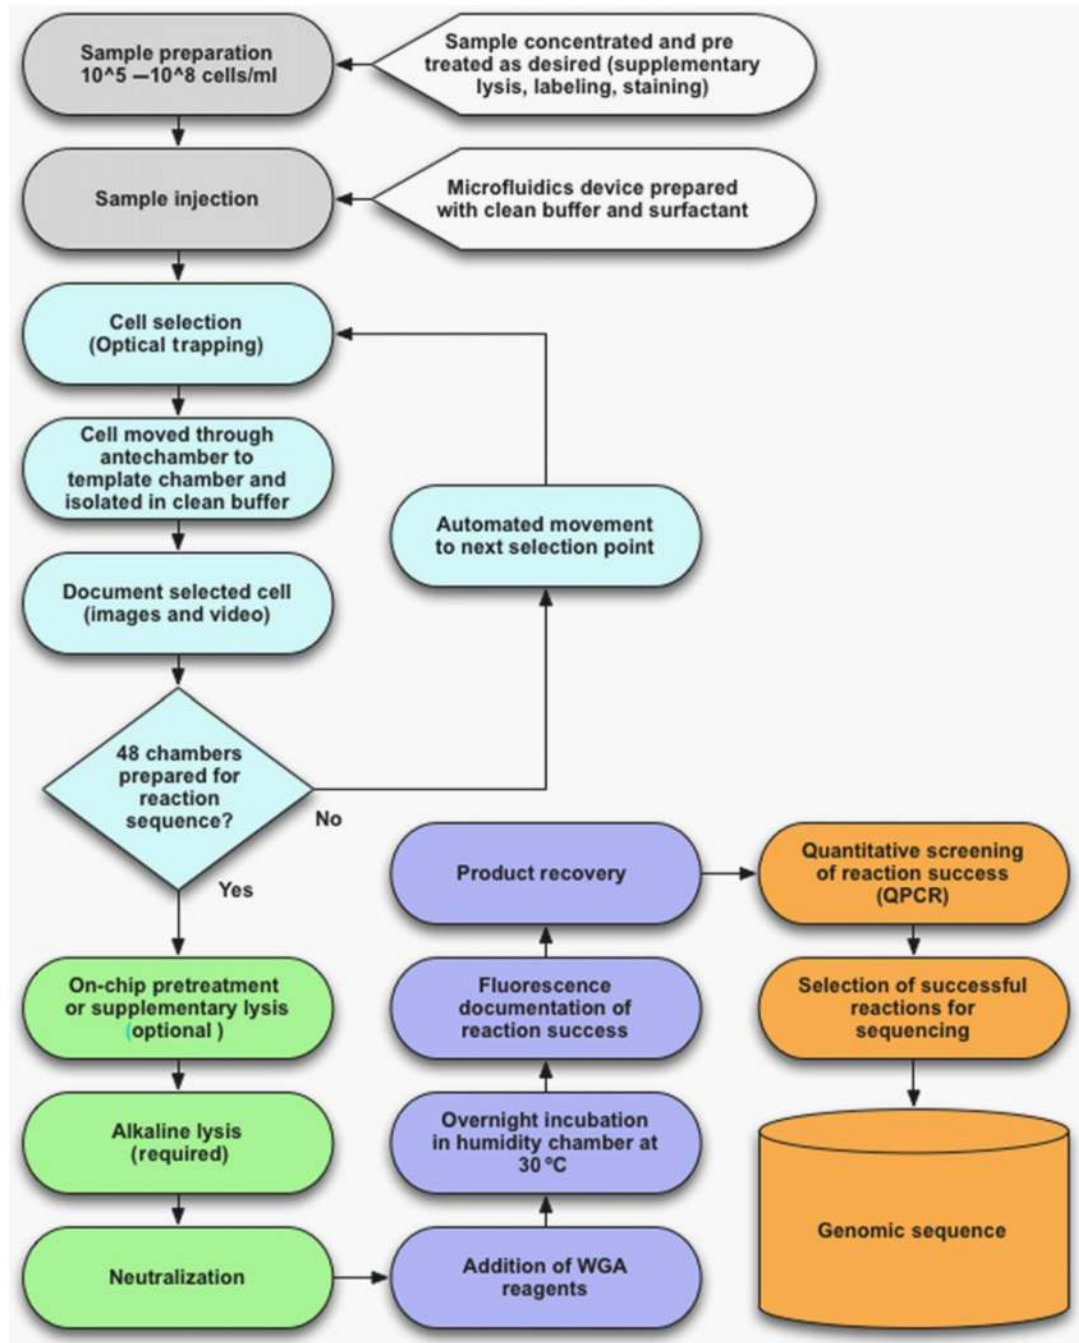 Sample preparation
10^5 –10^8 cells/ml
Sample concentrated and pre
treated as desired (supplementary
lysis, labeling, staining)
Sample injection
Microfluidics device prepared
with clean buffer and surfactant
Cell selection
(Optical trapping)
Cell moved through
antechamber to
template chamber and
isolated in clean buffer
Automated movement
to next selection point
Document selected cell
(images and video)
48 chambers
prepared for
reaction
sequence?
No
Yes
On-chip pretreatment
or supplementary lysis
(optional )
Alkaline lysis
(required)
Neutralization
Addition of WGA
reagents
Overnight incubation
in humidity chamber at
30 ºC
Fluorescence
documentation of
reaction success
Product recovery
Quantitative screening
of reaction success
(QPCR)
Selection of successful
reactions for
sequencing
Genomic sequence